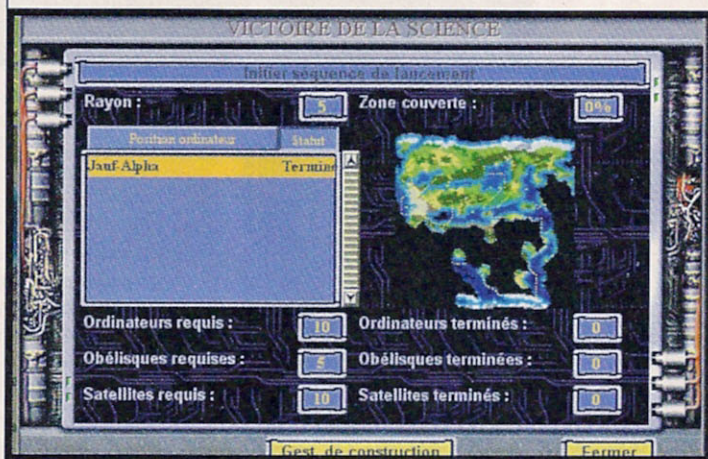 VICTOIRE DE LA SCIENCE
Initier séquence de lancement
Rayon : 5 Zone couverte : 0%
Position ordinateur Statut
Jauf-Alpha Terminé
Ordinateurs requis : 10 Ordinateurs terminés : 0
Obélisques requises : 5 Obélisques terminées : 0
Satellites requis : 10 Satellites terminés : 0
Gest. de construction Fermer